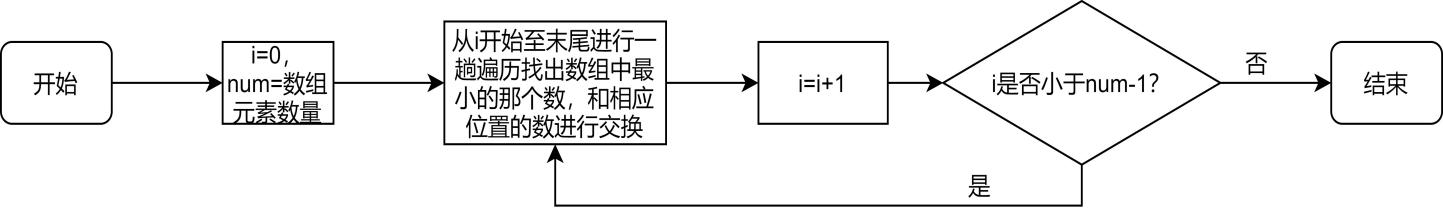 开始
i=0,
num=数组
元素数量
从i开始至末尾进行一
趟遍历找出数组中最
小的那个数，和相应
位置的数进行交换
i=i+1
i是否小于num-1?
否
结束
是